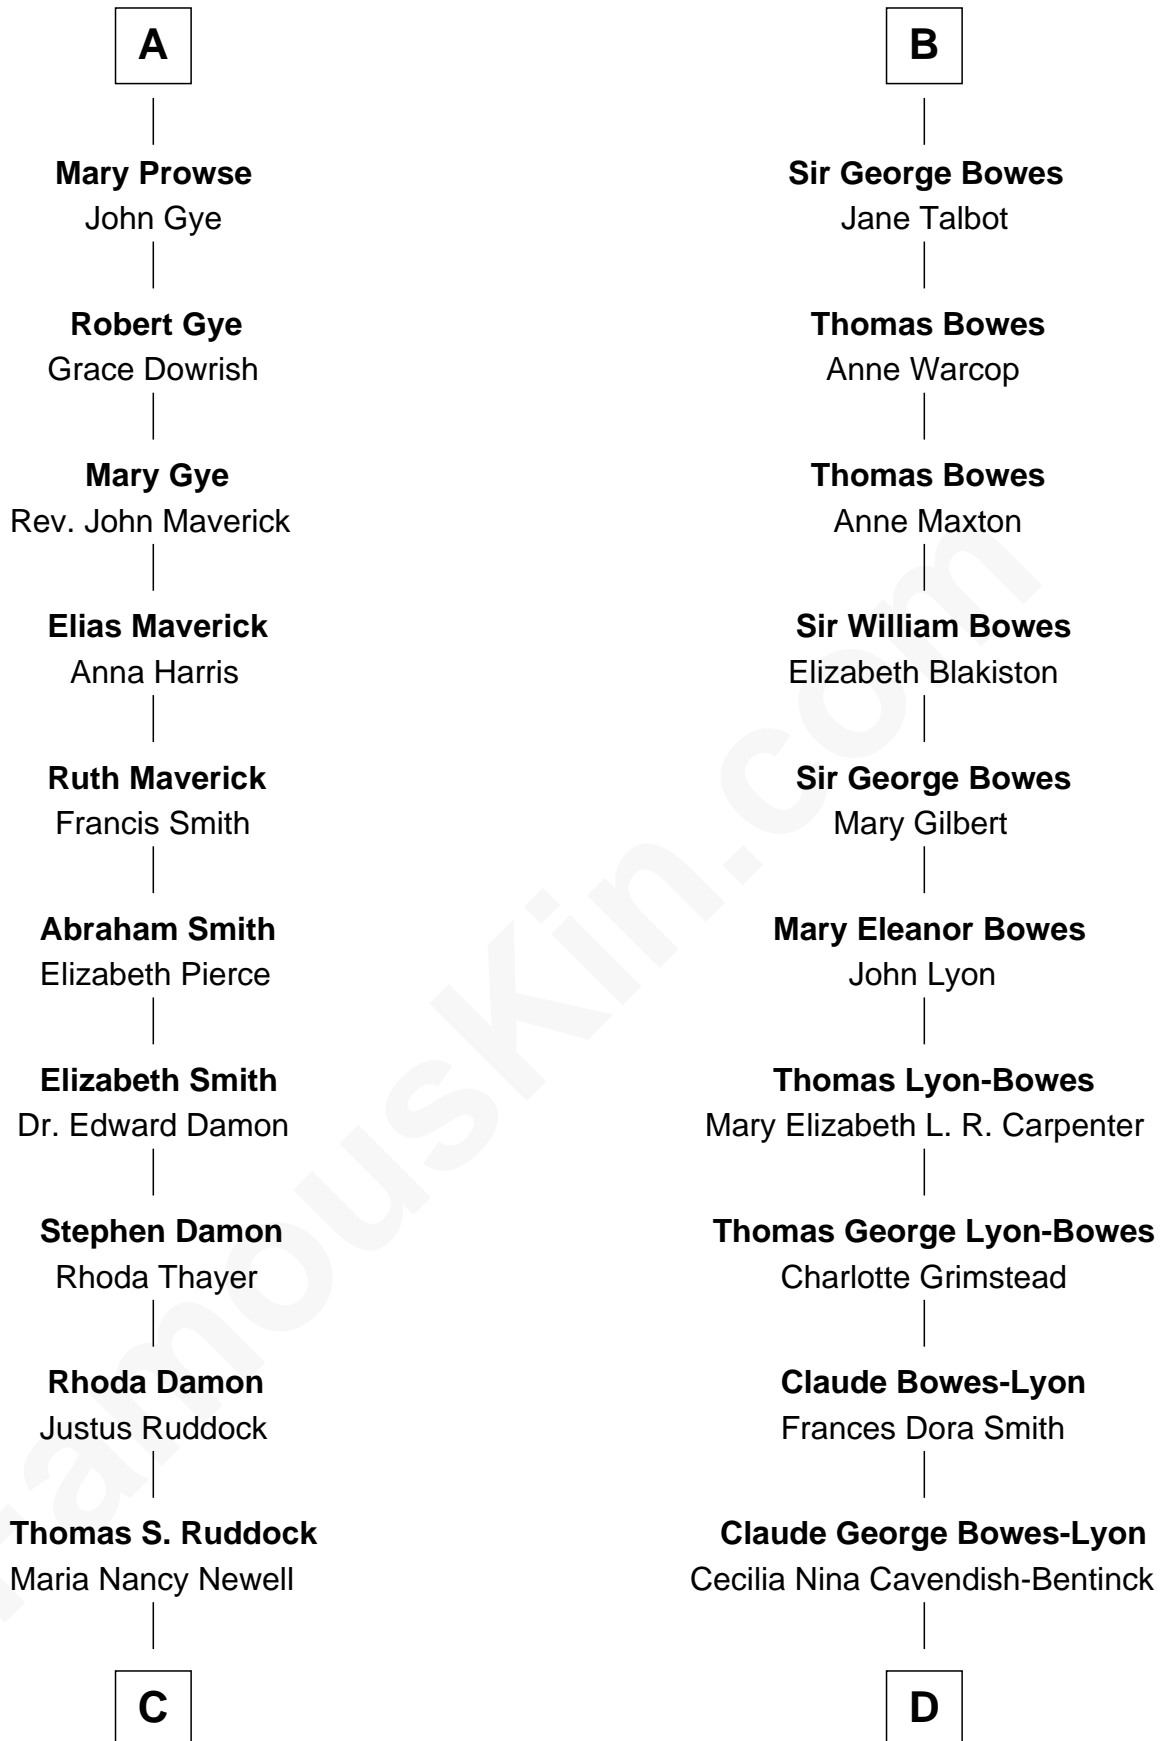 A
Mary Prowse
John Gye
Robert Gye
Grace Dowrish
Mary Gye
Rev. John Maverick
Elias Maverick
Anna Harris
Ruth Maverick
Francis Smith
Abraham Smith
Elizabeth Pierce
Elizabeth Smith
Dr. Edward Damon
Stephen Damon
Rhoda Thayer
Rhoda Damon
Justus Ruddock
Thomas S. Ruddock
Maria Nancy Newell
C
B
Sir George Bowes
Jane Talbot
Thomas Bowes
Anne Warcop
Thomas Bowes
Anne Maxton
Sir William Bowes
Elizabeth Blakiston
Sir George Bowes
Mary Gilbert
Mary Eleanor Bowes
John Lyon
Thomas Lyon-Bowes
Mary Elizabeth L. R. Carpenter
Thomas George Lyon-Bowes
Charlotte Grimstead
Claude Bowes-Lyon
Frances Dora Smith
Claude George Bowes-Lyon
Cecilia Nina Cavendish-Bentinck
D
FamousKin.com